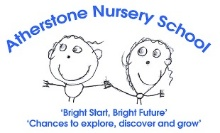 Atherstone Nursery School
'Bright Start, Bright Future'
'Chances to explore, discover and grow'